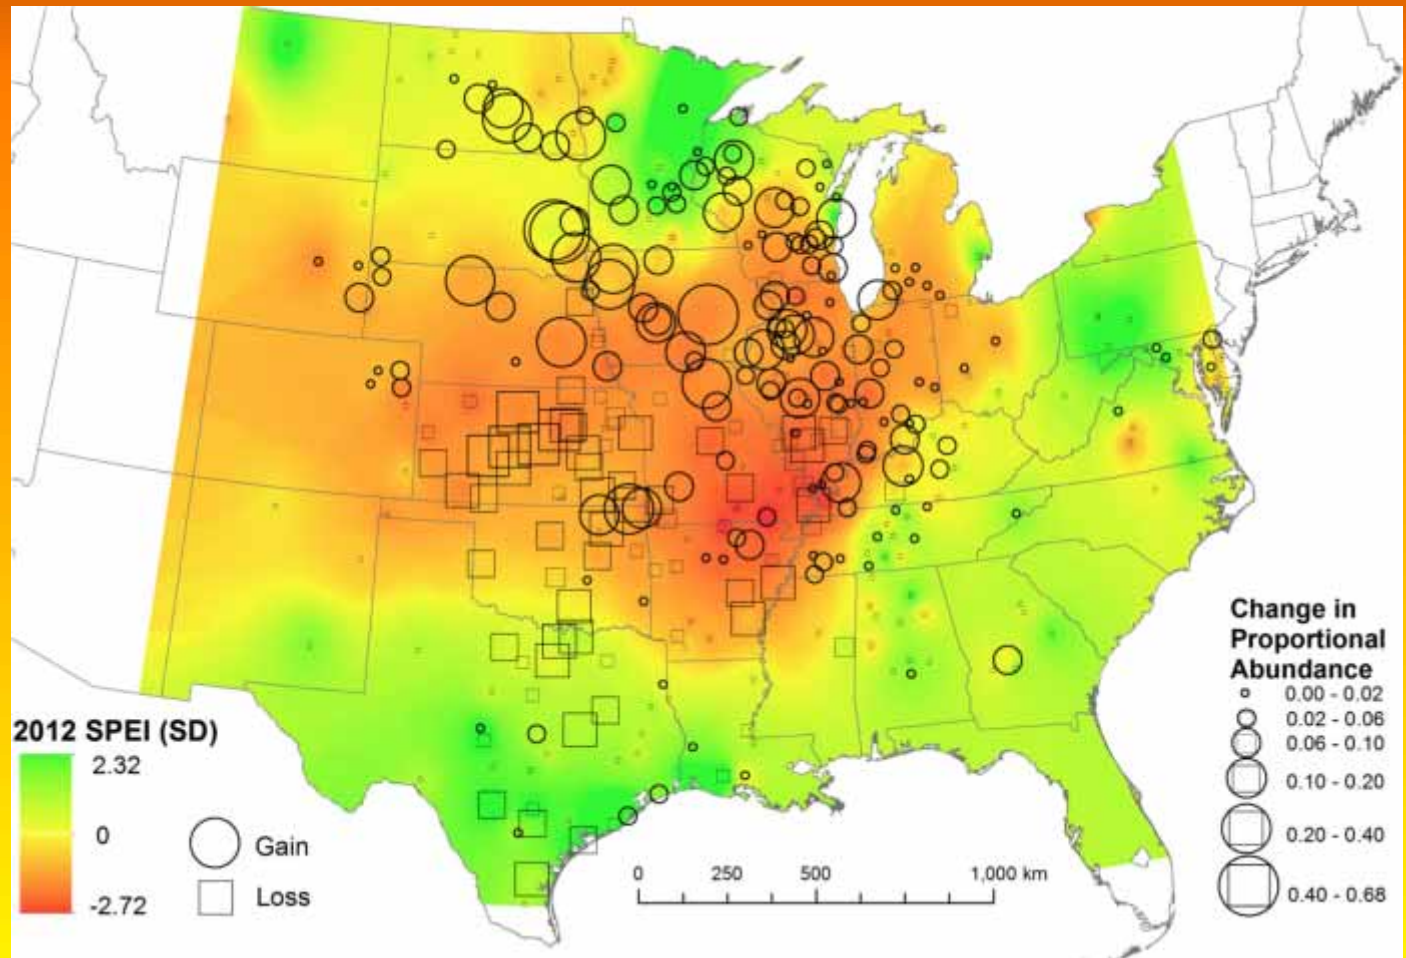 2012 SPEI (SD)
2.32
0
-2.72
Gain
Loss
0 250 500 1,000 km
Change in
Proportional
Abundance
0.00 - 0.02
0.02 - 0.06
0.06 - 0.10
0.10 - 0.20
0.20 - 0.40
0.40 - 0.68